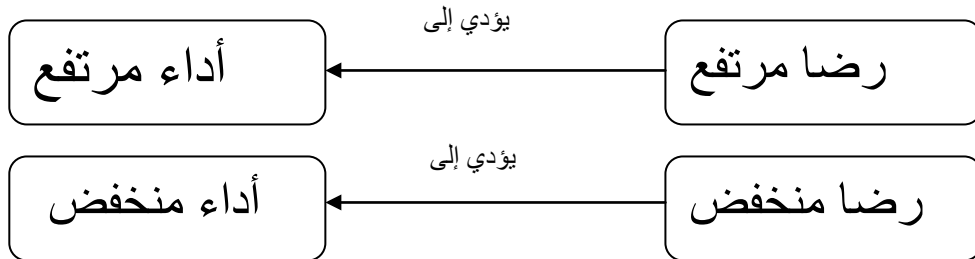 يؤدي إلى
رضا مرتفع
أداء مرتفع
يؤدي إلى
رضا منخفض
أداء منخفض